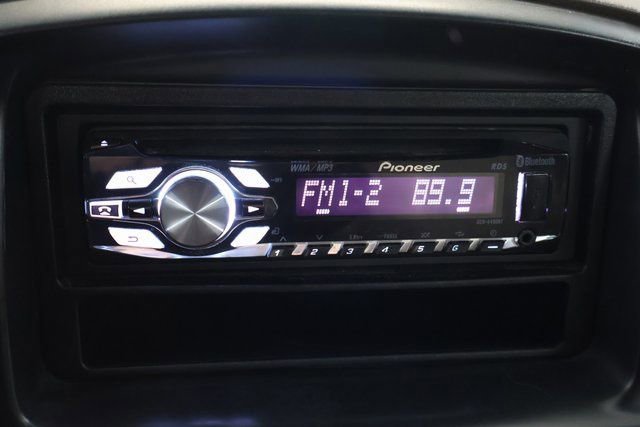 WMA/MP3 Pioneer RDS Bluetooth
FM1-2 89.9
1 2 3 4 5 6